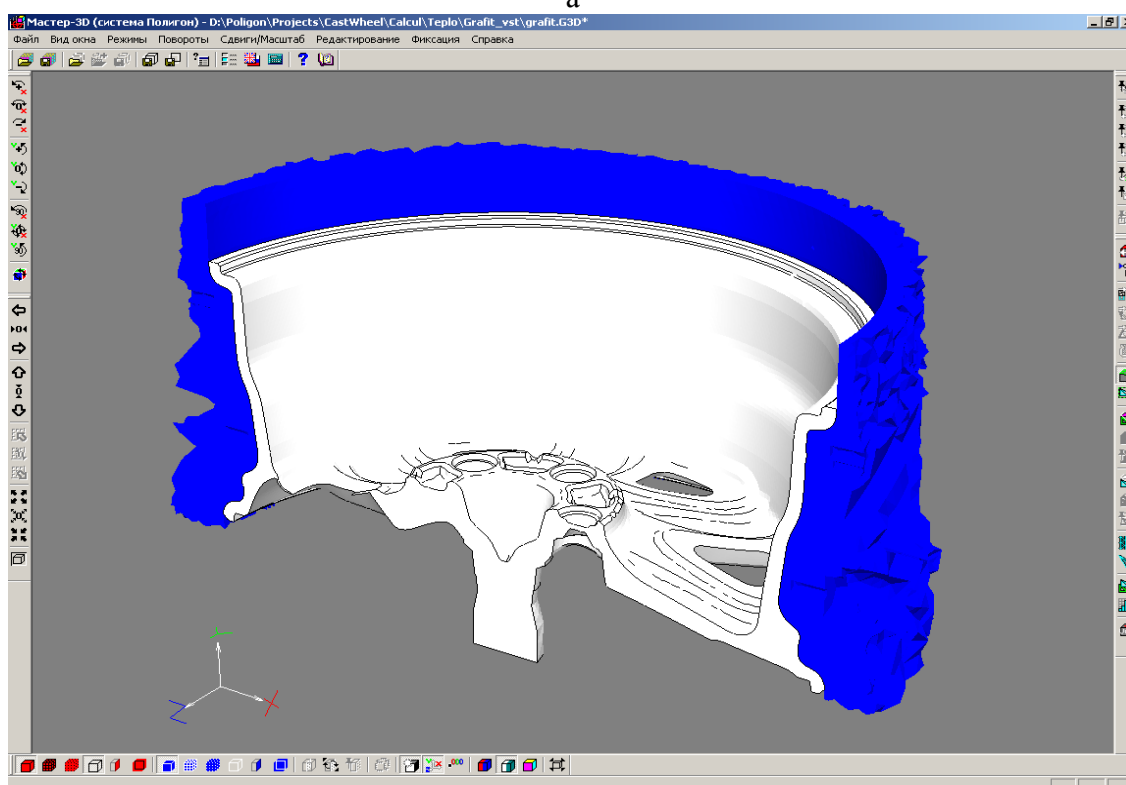 а
Мастер-3D (система Полигон) - D:\Poligon\Projects\CastWheel\Calcul\Teplo\Grafit_vst\grafit.G3D*
Файл Вид окна Режимы Повороты Сдвиги/Масштаб Редактирование Фиксация Справка